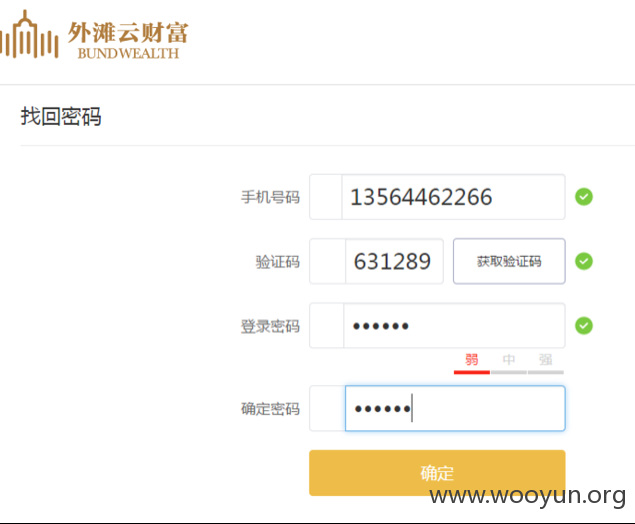 外滩云财富
BUNDWEALTH
找回密码
手机号码 13564462266
验证码 631289 获取验证码
登录密码 ••••••
弱 中 强
确定密码 ••••••
确定
www.wooyun.org